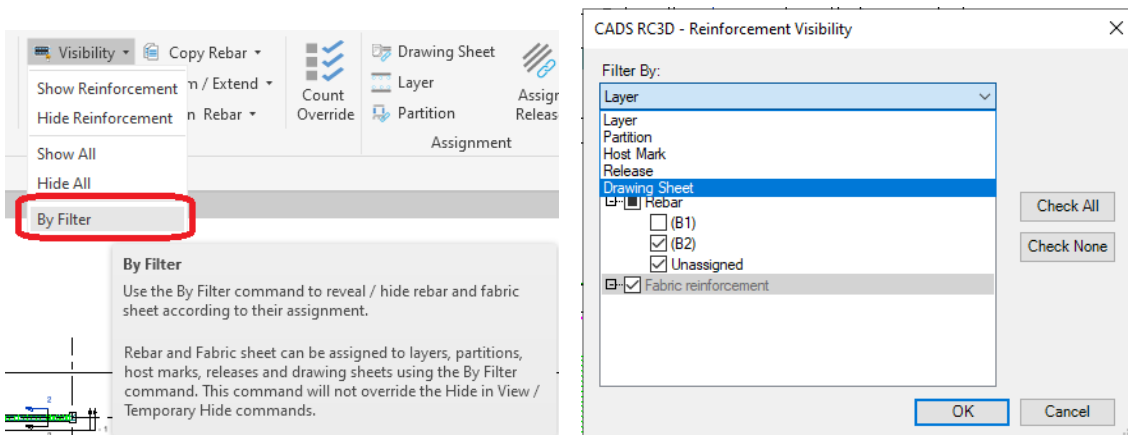 Visibility
Copy Rebar
Show Reinforcement
m / Extend
Hide Reinforcement
n Rebar
Show All
Hide All
By Filter
Count
Override
Drawing Sheet
Layer
Partition
Assign
Releas
Assignment
By Filter
Use the By Filter command to reveal / hide rebar and fabric
sheet according to their assignment.
Rebar and Fabric sheet can be assigned to layers, partitions,
host marks, releases and drawing sheets using the By Filter
command. This command will not override the Hide in View /
Temporary Hide commands.
2
1
CADS RC3D - Reinforcement Visibility
Filter By:
Layer
Layer
Partition
Host Mark
Release
Drawing Sheet
Rebar
(B1)
(B2)
Unassigned
Fabric reinforcement
Check All
Check None
OK
Cancel